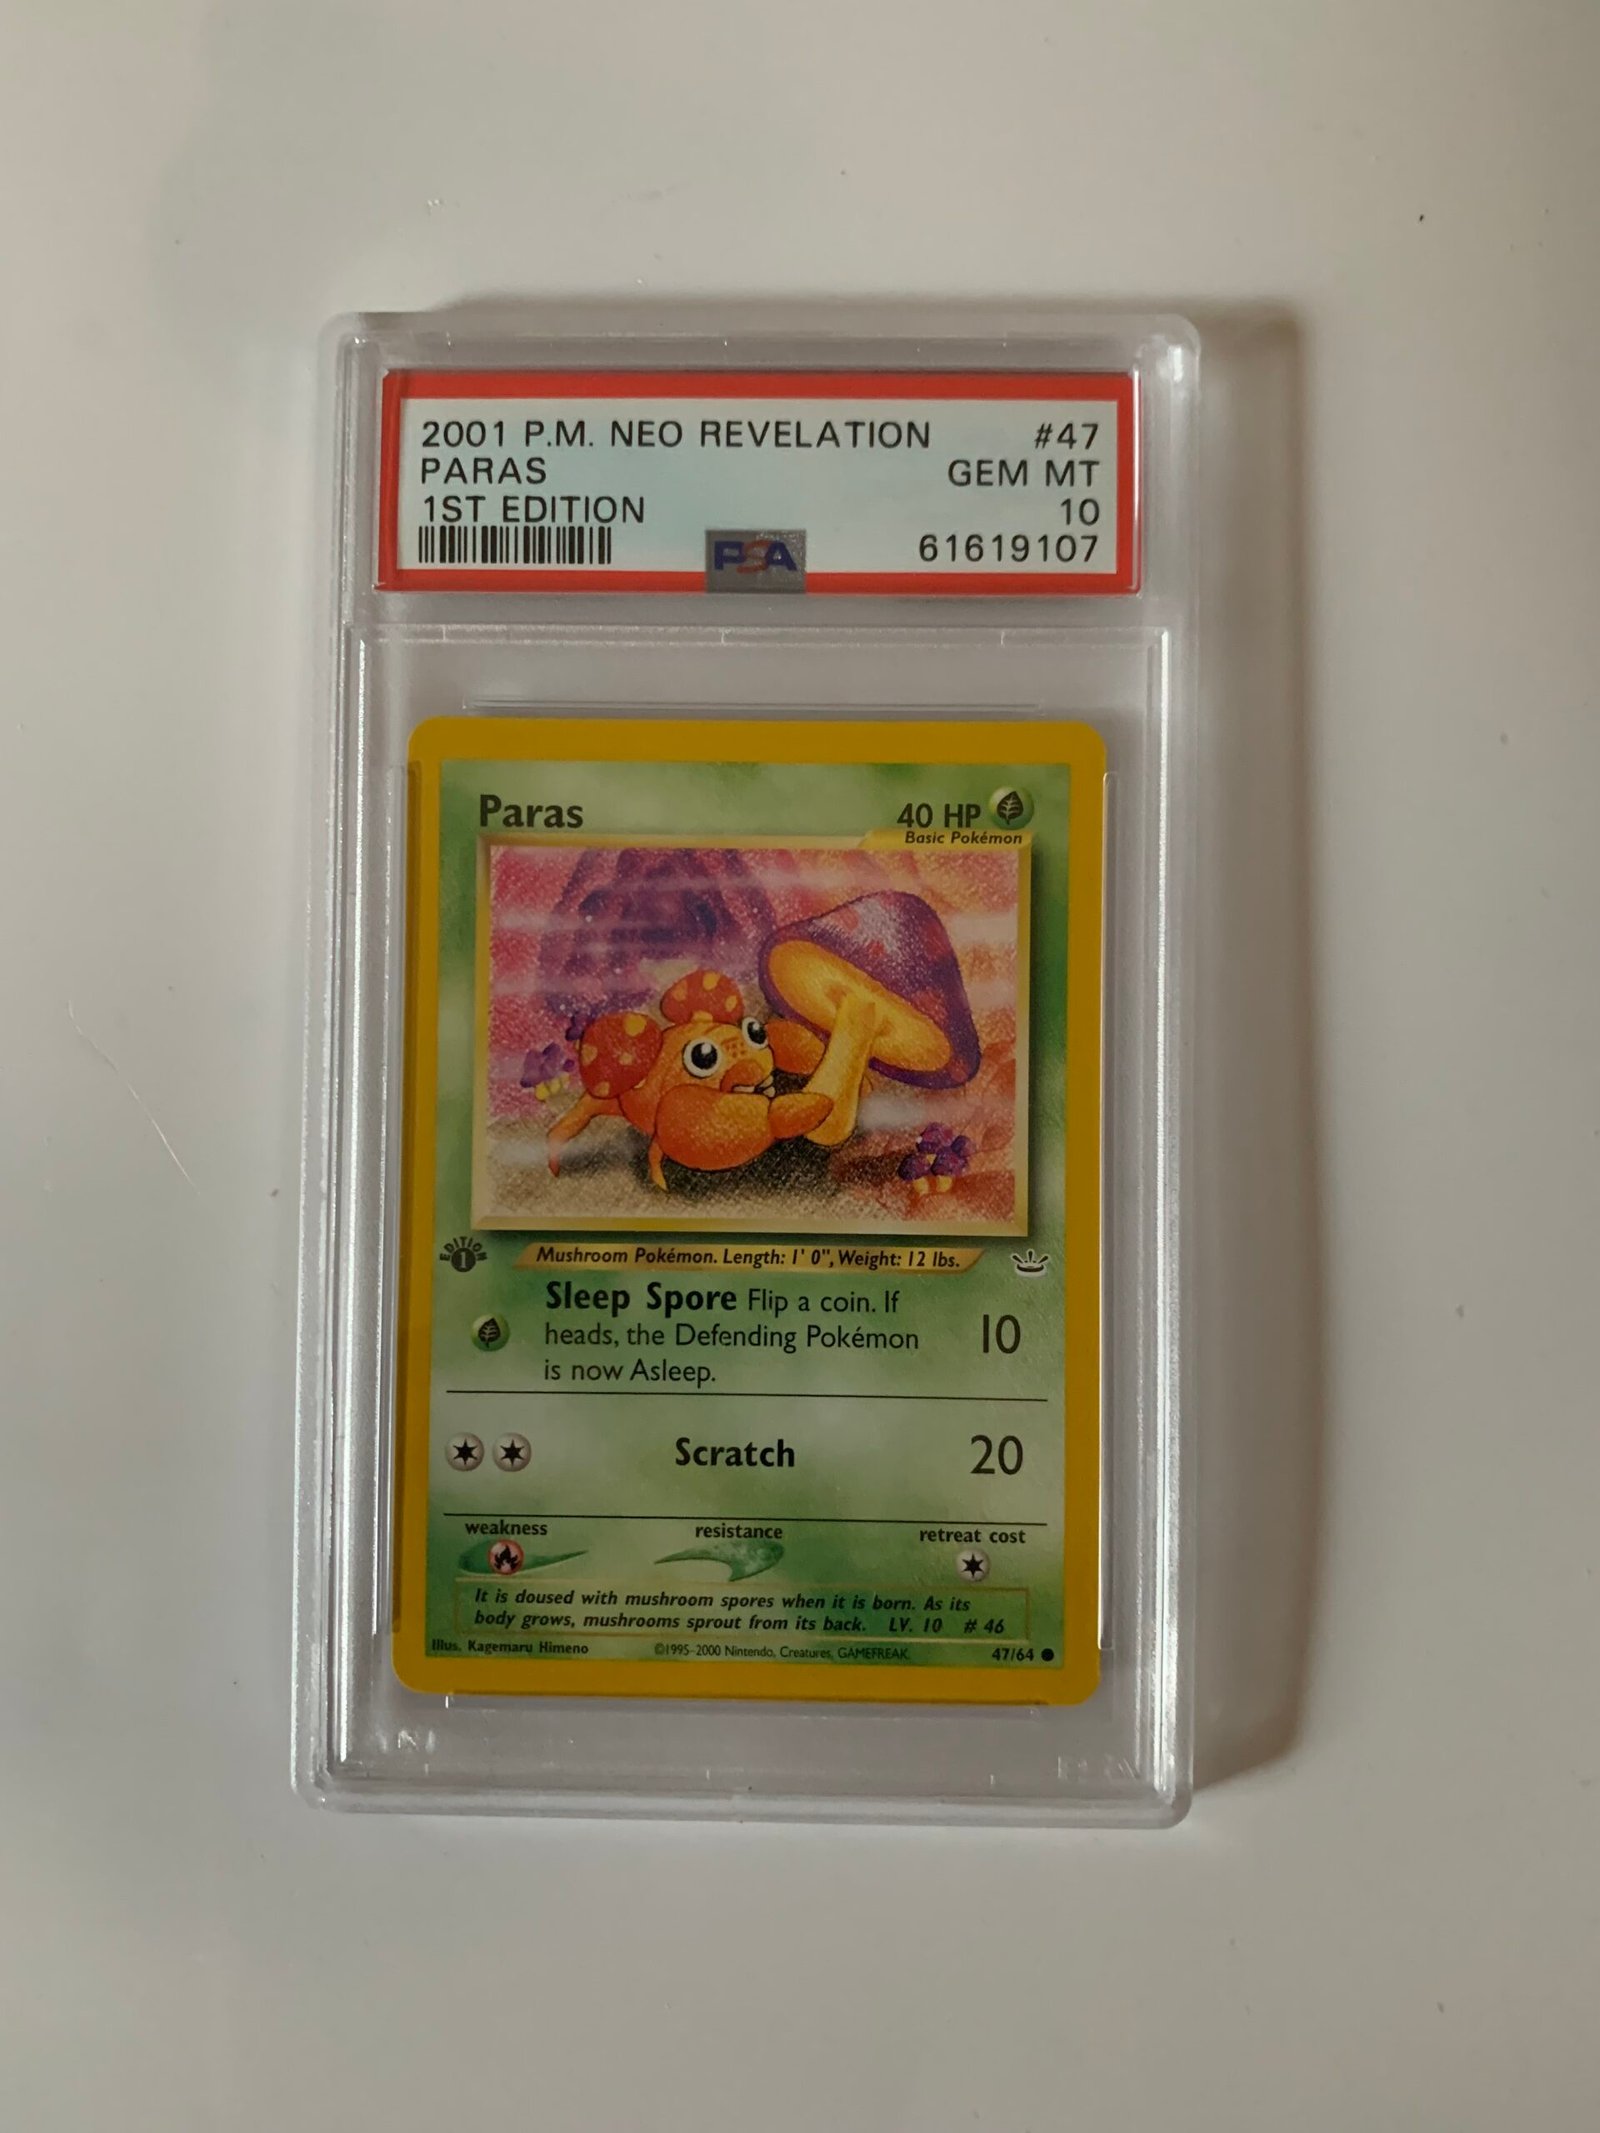 2001 P.M. NEO REVELATION #47
PARAS GEM MT
1ST EDITION 10
PSA 61619107
Paras 40 HP
Basic Pokémon
EDITION 1
Mushroom Pokémon. Length: 1' 0", Weight: 12 lbs.
Sleep Spore Flip a coin. If
heads, the Defending Pokémon 10
is now Asleep.
Scratch 20
weakness resistance retreat cost
It is doused with mushroom spores when it is born. As its
body grows, mushrooms sprout from its back. LV. 10 #46
Illus. Kagemaru Himeno ©1995-2000 Nintendo, Creatures, GAMEFREAK. 47/64